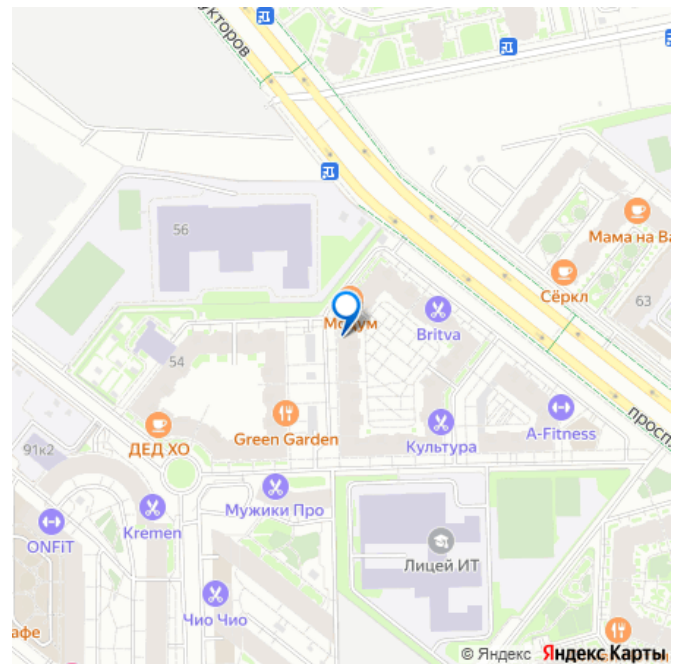 укторов
56
Мама на Ва
Сёркл
63
Britva
54
Green Garden
Культура
A-Fitness
просп
ДЕД ХО
91к2
Мужики Про
ONFIT
Kremen
Лицей ИТ
Чио Чио
афе
© Яндекс Яндекс Карты